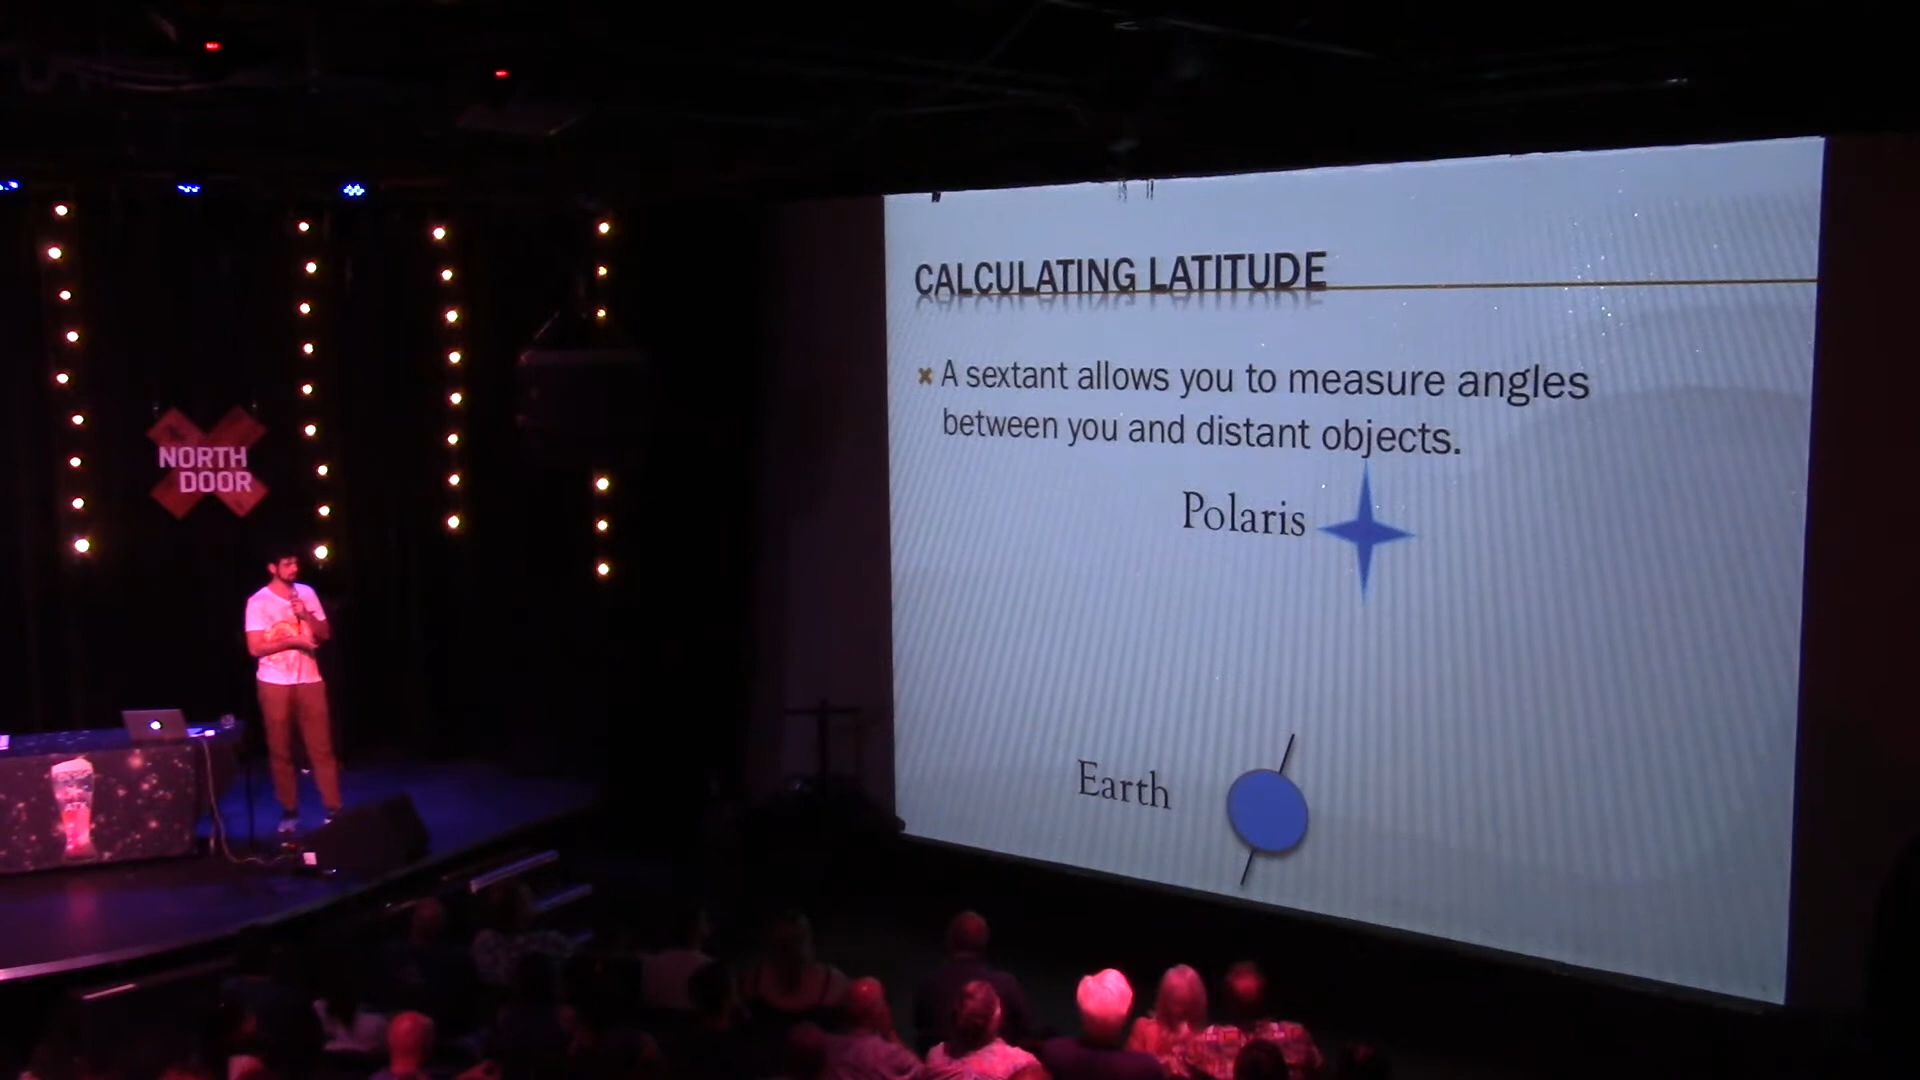 NORTH
DOOR
CALCULATING LATITUDE
A sextant allows you to measure angles
between you and distant objects.
Polaris
Earth